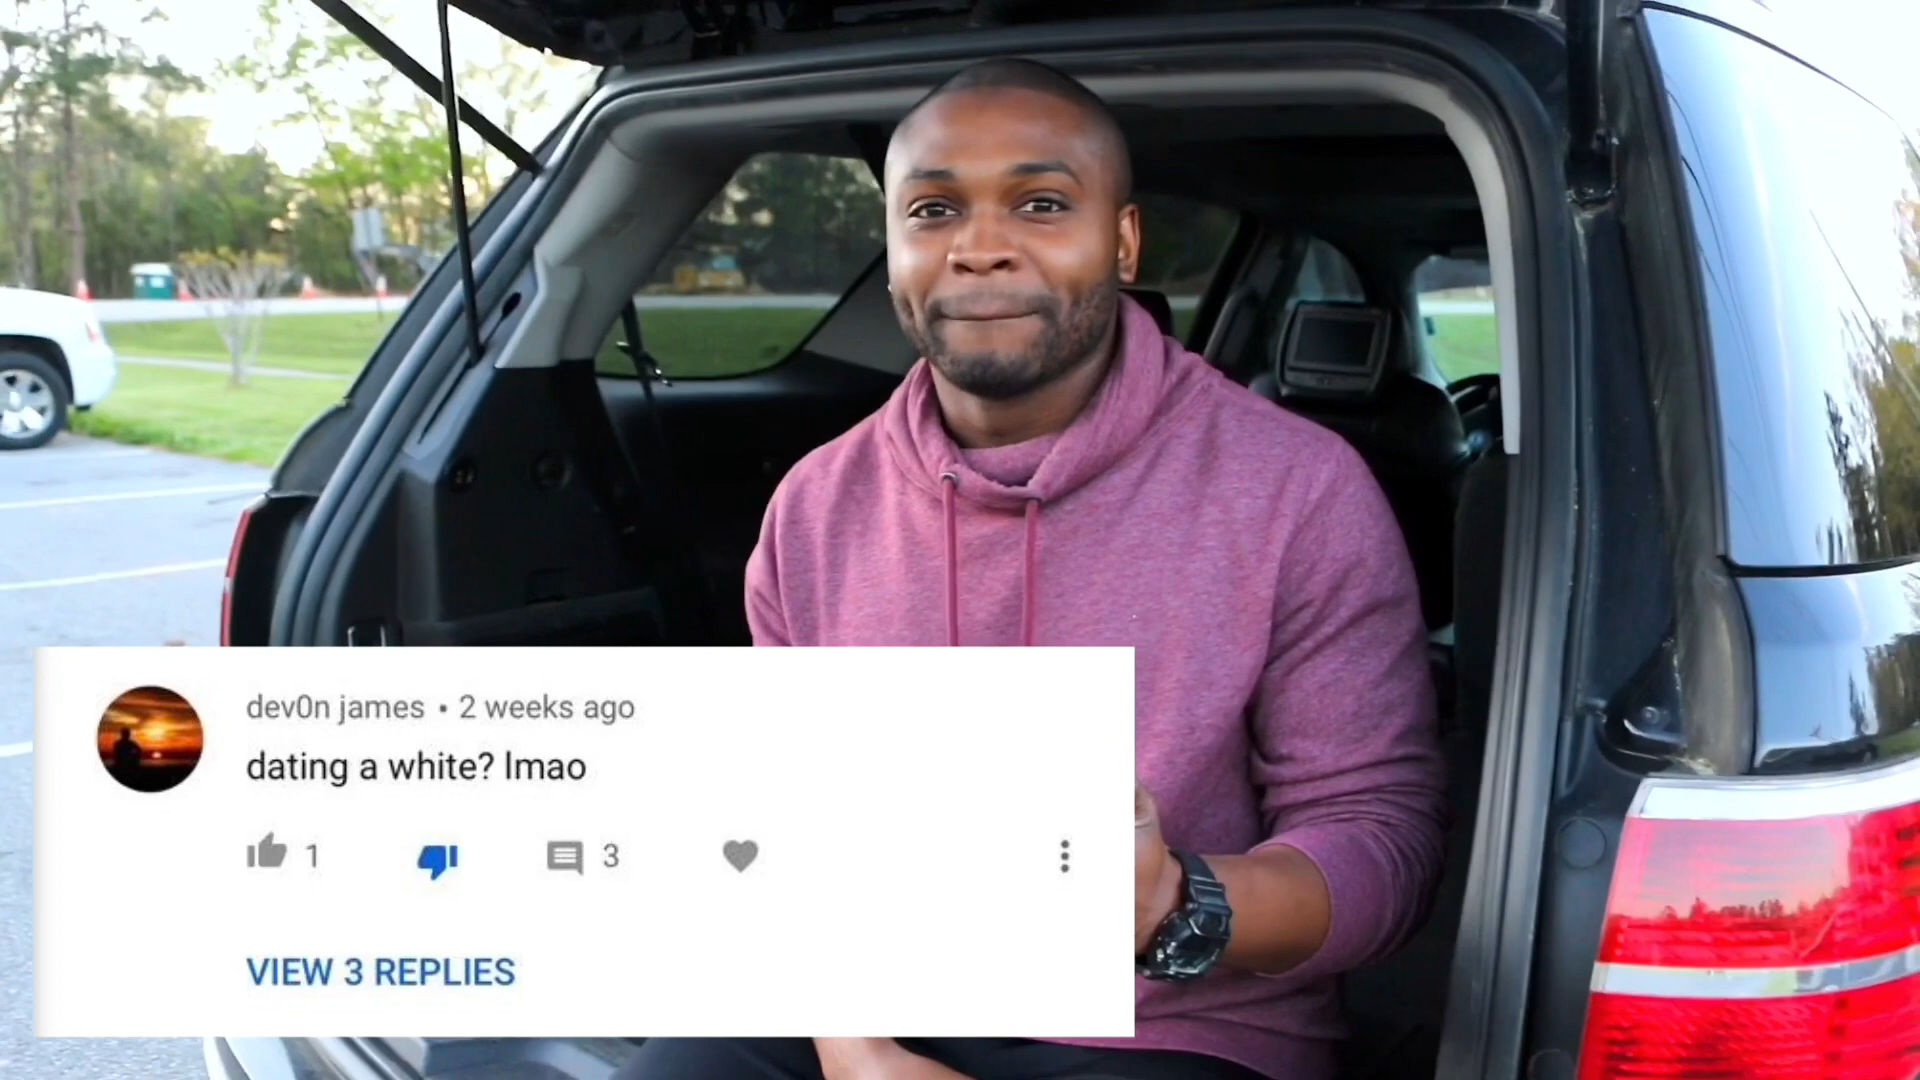 dev0n james • 2 weeks ago
dating a white? lmao
1
3
VIEW 3 REPLIES